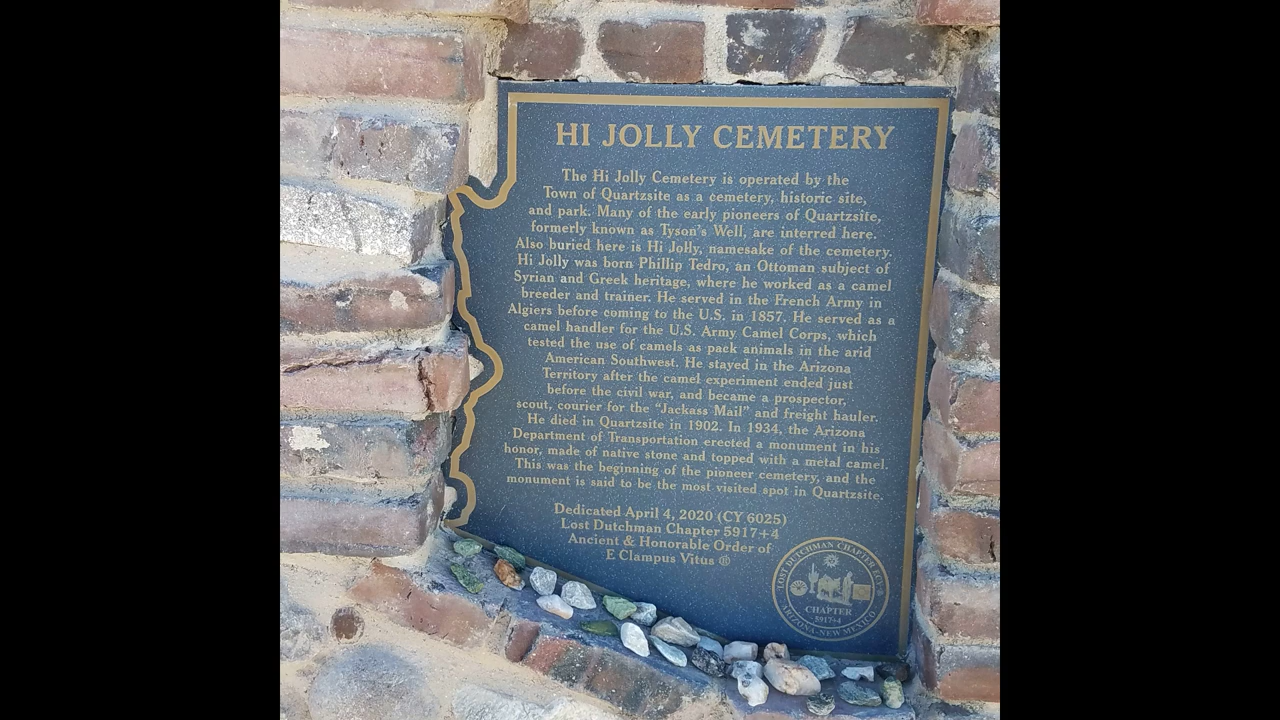 HI JOLLY CEMETERY
The Hi Jolly Cemetery is operated by the
Town of Quartzsite as a cemetery, historic site,
and park. Many of the early pioneers of Quartzsite,
formerly known as Tyson's Well, are interred here.
Also buried here is Hi Jolly, namesake of the cemetery.
Hi Jolly was born Phillip Tedro, an Ottoman subject of
Syrian and Greek heritage, where he worked as a camel
breeder and trainer. He served in the French Army in
Algiers before coming to the U.S. in 1857. He served as a
camel handler for the U.S. Army Camel Corps, which
tested the use of camels as pack animals in the arid
American Southwest. He stayed in the Arizona
Territory after the camel experiment ended just
before the civil war, and became a prospector,
scout, courier for the "Jackass Mail" and freight hauler.
He died in Quartzsite in 1902. In 1934, the Arizona
Department of Transportation erected a monument in his
honor, made of native stone and topped with a metal camel.
This was the beginning of the pioneer cemetery, and the
monument is said to be the most visited spot in Quartzsite.
Dedicated April 4, 2020 (CY 6025)
Lost Dutchman Chapter 5917+4
Ancient & Honorable Order of
E Clampus Vitus ®
LOST DUTCHMAN CHAPTER
CHAPTER
5917+4
ARIZONA-NEW MEXICO